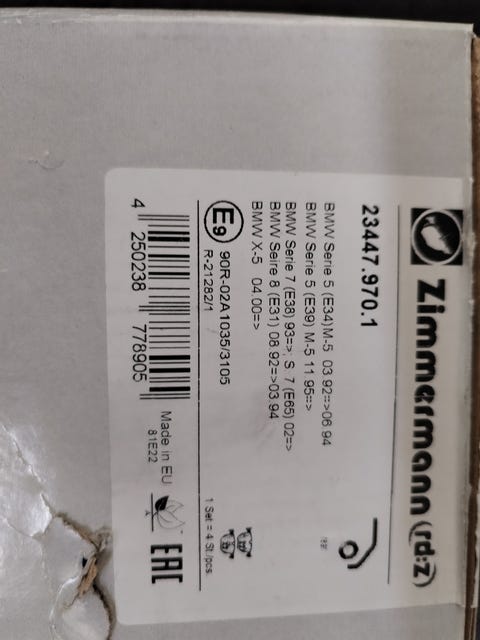 Zimmermann (rd:z)
23447.970.1
BMW Serie 5 (E34)M-5 03.92=>06.94
BMW Serie 5 (E39) M-5 11.95=>
BMW Serie 7 (E38) 93=>; S. 7 (E65) 02=>
BMW Seire 8 (E31) 08.92=>03.94
BMW X-5 04.00=>
E9
90R-02A1035/3105
R-21282/1
1 Set = 4 St/pcs
4 250238 778905
Made in EU
81E22
EAC